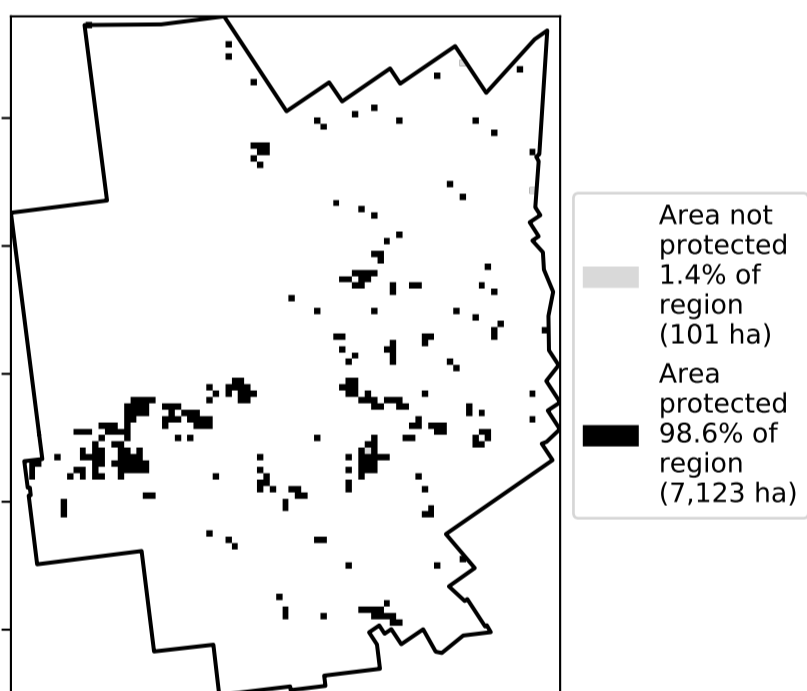 Area not
protected
1.4% of
region
(101 ha)
Area
protected
98.6% of
region
(7,123 ha)